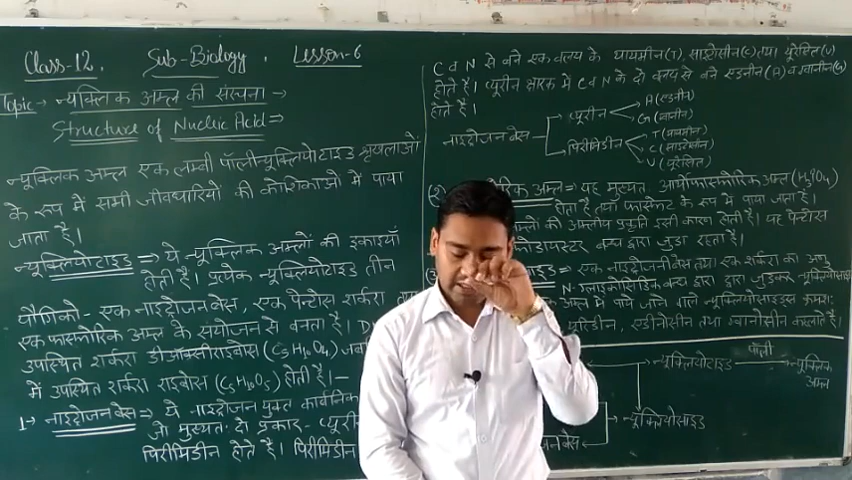 Class-12. Sub-Biology. Lesson-6
Topic → न्यूक्लिक अम्ल की संरचना →
Structure of Nucleic Acid ⇒
न्यूक्लिक अम्ल एक लम्बी पॉलीन्यूक्लियोटाइड श्रृंखलाओं
के रूप में सभी जीवधारियों की कोशिकाओं में पाया
जाता है।
न्यूक्लियोटाइड ⇒ ये न्यूक्लिक अम्लों की इकाइयाँ
होती हैं। प्रत्येक न्यूक्लियोटाइड तीन
यौगिकों- एक नाइट्रोजन बेस, एक पेन्टोस शर्करा
एक फास्फोरिक अम्ल के संयोजन से बनता है।
उपस्थित शर्करा डीऑक्सीराइबोस (C5H10O4)
में उपस्थित शर्करा राइबोस (C5H10O5) होती है।—
1→ नाइट्रोजन बेस ⇒ ये नाइट्रोजन युक्त कार्बनिक
जो मुख्यतः दो प्रकार-
पिरीमिडीन होते हैं। पिरीमिडीन
C व N से बने एक वलय के थायमीन(T), साइटोसीन(C) तथा यूरेसिल(U)
होते हैं। प्यूरीन क्षारक में C व N के दो वलय से बने एडनीन(A) व ग्वानीन(G)
होते हैं।
नाइट्रोजन बेस
प्यूरीन
A (एडनीन)
G (ग्वानीन)
पिरिमिडीन
T (थायमीन)
C (साइटोसीन)
U (यूरेसिल)
(2) अम्ल ⇒ यह मुख्यतः आर्थोफास्फोरिक अम्ल (H3PO4)
होता है तथा फास्फेट के रूप में पाया जाता है।
अम्लों की अम्लीय प्रकृति इसी कारण होती है। यह पेन्टोस
बन्ध द्वारा जुड़ा रहता है।
⇒ एक नाइट्रोजनी बेस तथा एक शर्करा का अणु
N-ग्लाइकोसिडिक बन्ध द्वारा द्वारा जुड़कर न्यूक्लियोसाइड
अम्ल में पाये जाने वाले न्यूक्लियोसाइड्स क्रमशः
यूरिडीन, एडीनोसीन तथा ग्वानोसीन कहलाते हैं।
न्यूक्लियोटाइड पॉली न्यूक्लिक
अम्ल
न्यूक्लियोसाइड